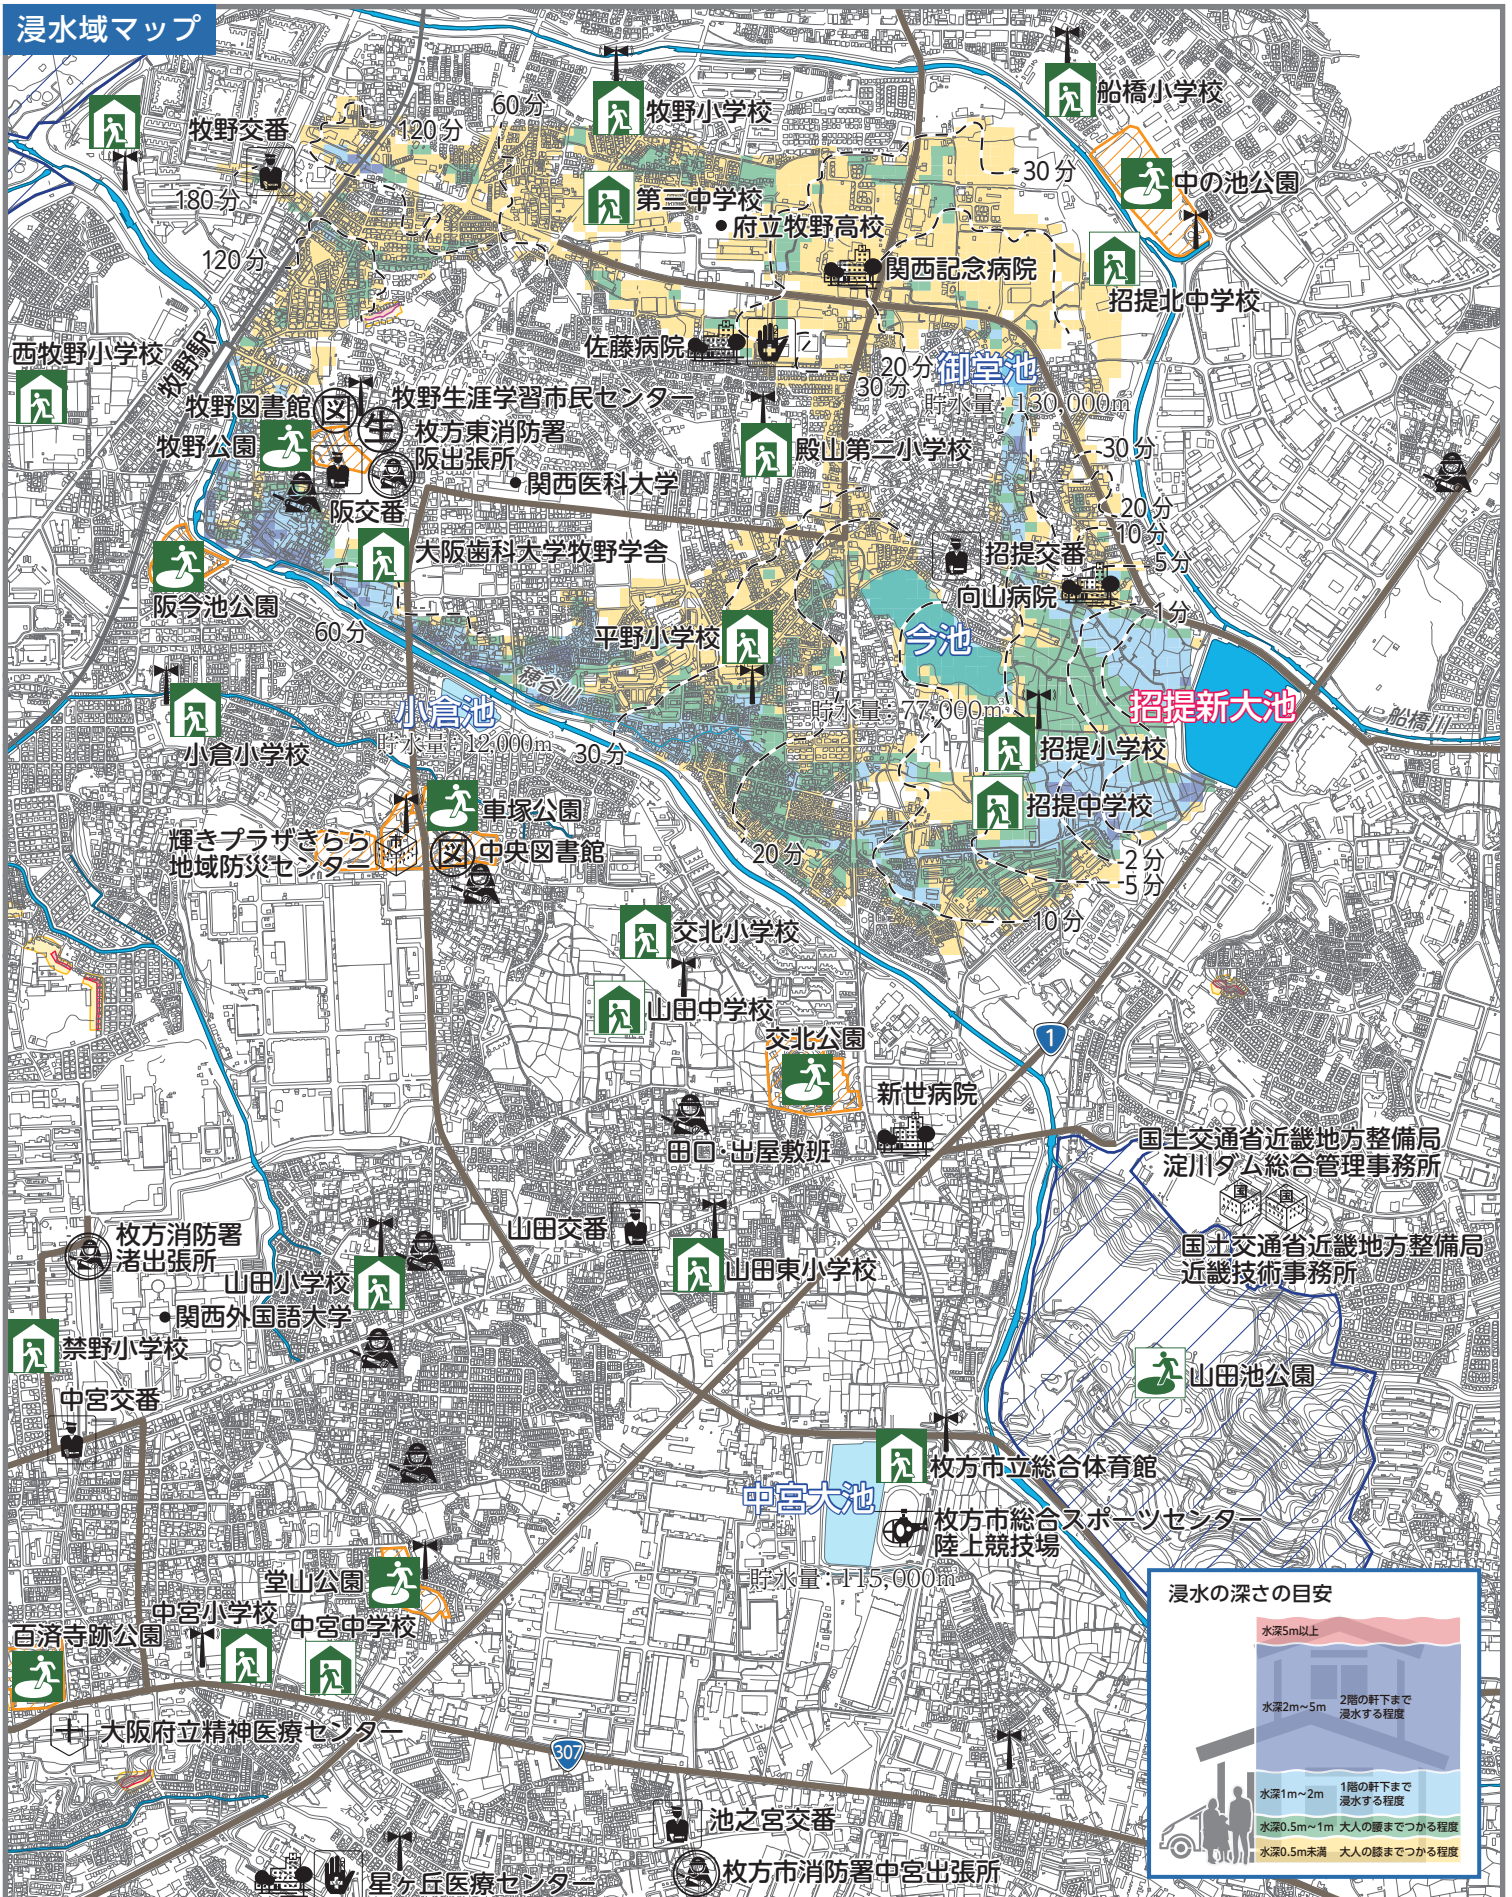 浸水域マップ
船橋小学校
60分
牧野小学校
牧野交番
120分
30分
中の池公園
180分
第三中学校
府立牧野高校
120分
関西記念病院
招提北中学校
牧野駅
西牧野小学校
佐藤病院
20分
御堂池
30分
貯水量：130,000m³
牧野図書館
図
牧野生涯学習市民センター
生
牧野公園
枚方東消防署
阪出張所
殿山第二小学校
30分
関西医科大学
阪交番
20分
10分
大阪歯科大学牧野学舎
招提交番
5分
向山病院
阪今池公園
1分
60分
平野小学校
今池
穂谷川
招提新大池
小倉池
貯水量：77,000m³
船橋川
貯水量：12,000m³
30分
招提小学校
小倉小学校
招提中学校
車塚公園
輝きプラザきらら
地域防災センター
市
図
中央図書館
20分
2分
5分
10分
交北小学校
山田中学校
交北公園
1
新世病院
田口・出屋敷班
国土交通省近畿地方整備局
淀川ダム総合管理事務所
国
国
枚方消防署
渚出張所
山田交番
国土交通省近畿地方整備局
近畿技術事務所
山田小学校
山田東小学校
関西外国語大学
禁野小学校
山田池公園
中宮交番
枚方市立総合体育館
中宮大池
枚方市総合スポーツセンター
陸上競技場
貯水量：115,000m³
堂山公園
浸水の深さの目安
中宮小学校
中宮中学校
百済寺跡公園
水深5m以上
水深2m～5m
2階の軒下まで
浸水する程度
大阪府立精神医療センター
307
水深1m～2m
1階の軒下まで
浸水する程度
池之宮交番
水深0.5m～1m 大人の腰までつかる程度
水深0.5m未満 大人の膝までつかる程度
星ヶ丘医療センター
枚方市消防署中宮出張所